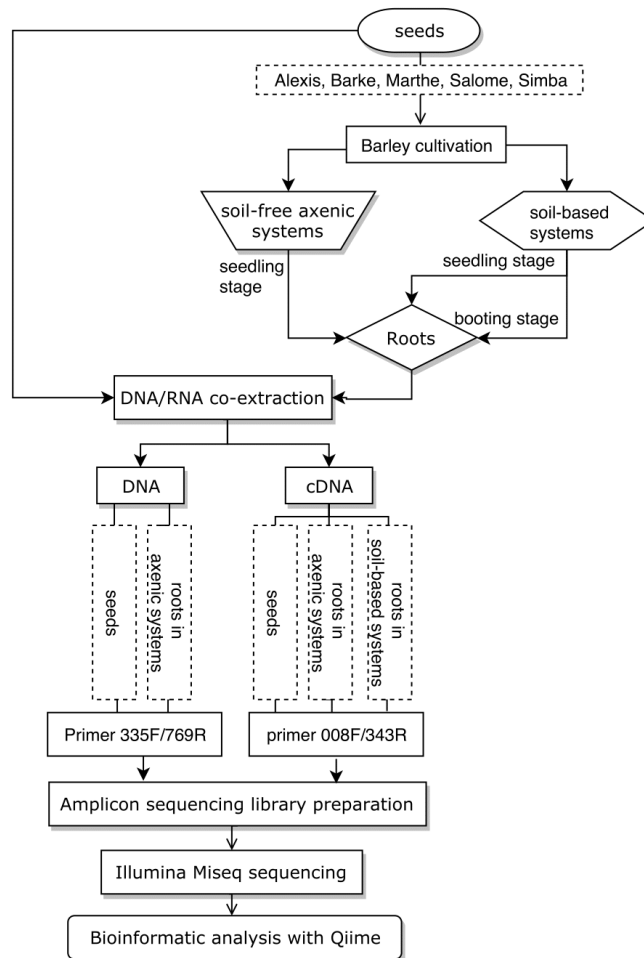 seeds
Alexis, Barke, Marthe, Salome, Simba
Barley cultivation
soil-free axenic
systems
soil-based
systems
seedling
stage
seedling stage
booting stage
Roots
DNA/RNA co-extraction
DNA
cDNA
seeds
roots in
axenic systems
seeds
roots in
axenic systems
roots in
soil-based systems
Primer 335F/769R
primer 008F/343R
Amplicon sequencing library preparation
Illumina Miseq sequencing
Bioinformatic analysis with Qiime